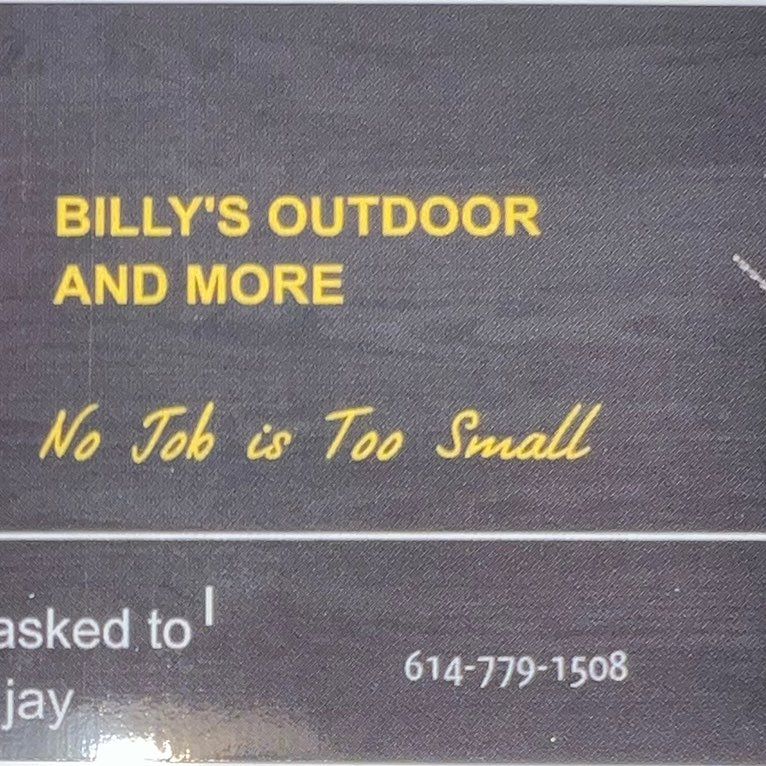 BILLY'S OUTDOOR
AND MORE
No Job is Too Small
asked to
jay
614-779-1508